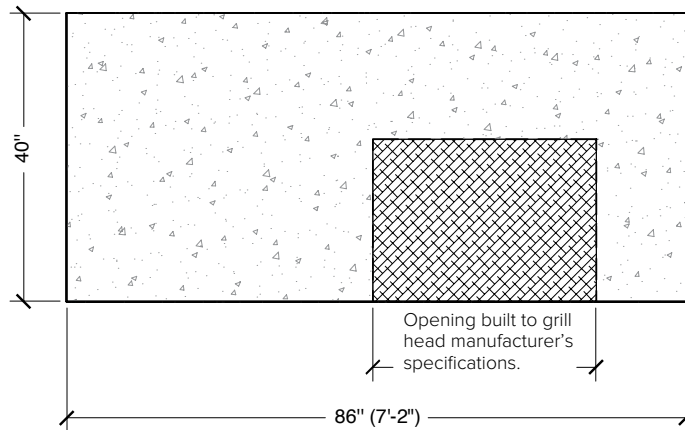 40"
Opening built to grill
head manufacturer's
specifications.
86" (7'-2")